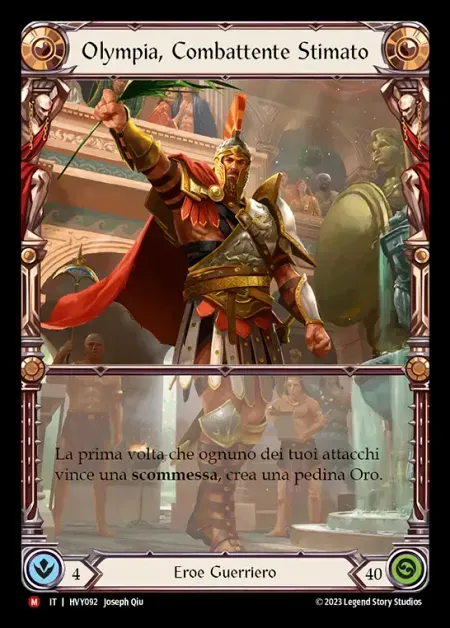 Olympia, Combattente Stimato
La prima volta che ognuno dei tuoi attacchi
vince una scommessa, crea una pedina Oro.
4
Eroe Guerriero
40
M IT | HVY092 Joseph Qiu
© 2023 Legend Story Studios